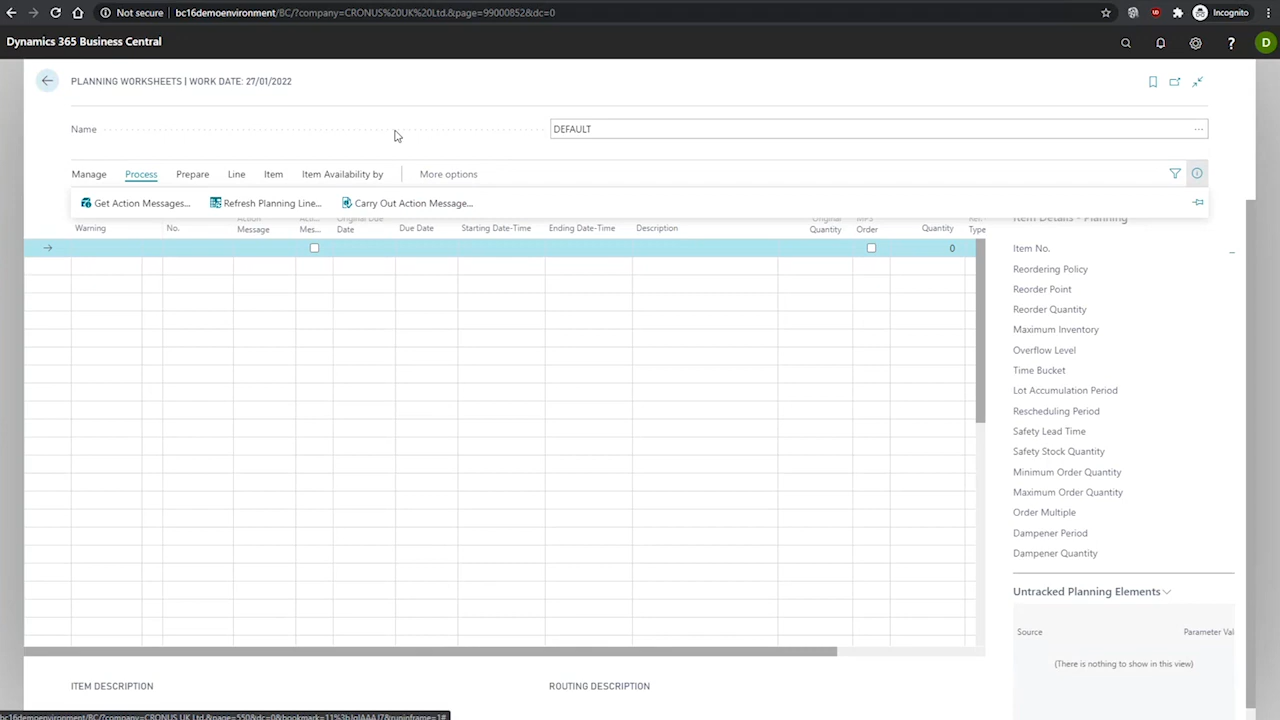 Not secure | bc16demoenvironment/BC/?company=CRONUS%20UK%20Ltd.&page=99000852&dc=0
Incognito
Dynamics 365 Business Central
D
PLANNING WORKSHEETS | WORK DATE: 27/01/2022
Name
DEFAULT
Manage Process Prepare Line Item Item Availability by More options
Get Action Messages... Refresh Planning Line... Carry Out Action Message...
Item Details - Planning
Warning No. Action Message Mes... Original Due Date Due Date Starting Date-Time Ending Date-Time Description Original Quantity MPS Order Quantity Type
0
Item No.
Reordering Policy
Reorder Point
Reorder Quantity
Maximum Inventory
Overflow Level
Time Bucket
Lot Accumulation Period
Rescheduling Period
Safety Lead Time
Safety Stock Quantity
Minimum Order Quantity
Maximum Order Quantity
Order Multiple
Dampener Period
Dampener Quantity
Untracked Planning Elements
Source Parameter Val
(There is nothing to show in this view)
ITEM DESCRIPTION ROUTING DESCRIPTION